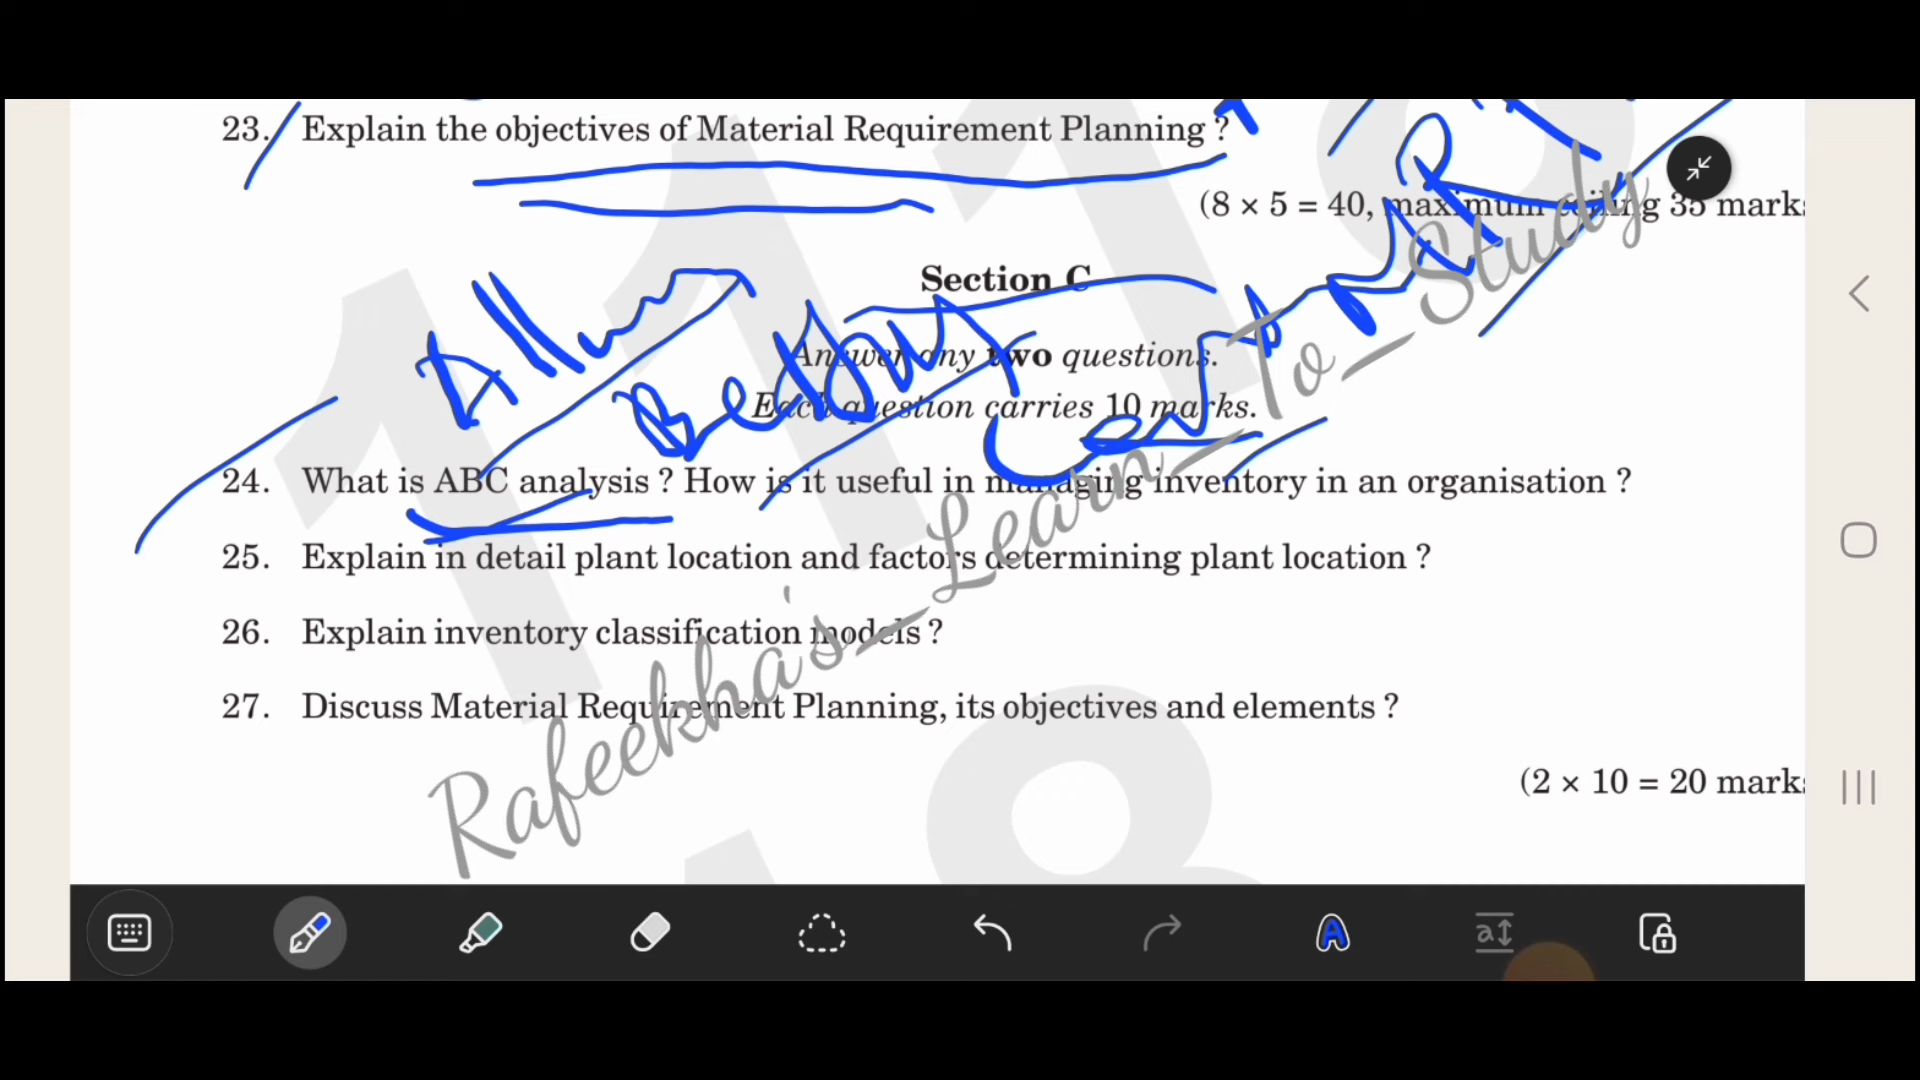 23. Explain the objectives of Material Requirement Planning ?
(8 × 5 = 40, maximum ceiling 35 marks
Section C
Answer any two questions.
Each question carries 10 marks.
24. What is ABC analysis ? How is it useful in managing inventory in an organisation ?
25. Explain in detail plant location and factors determining plant location ?
26. Explain inventory classification models ?
27. Discuss Material Requirement Planning, its objectives and elements ?
(2 × 10 = 20 marks
Rafeekha's_Learn_To_Study